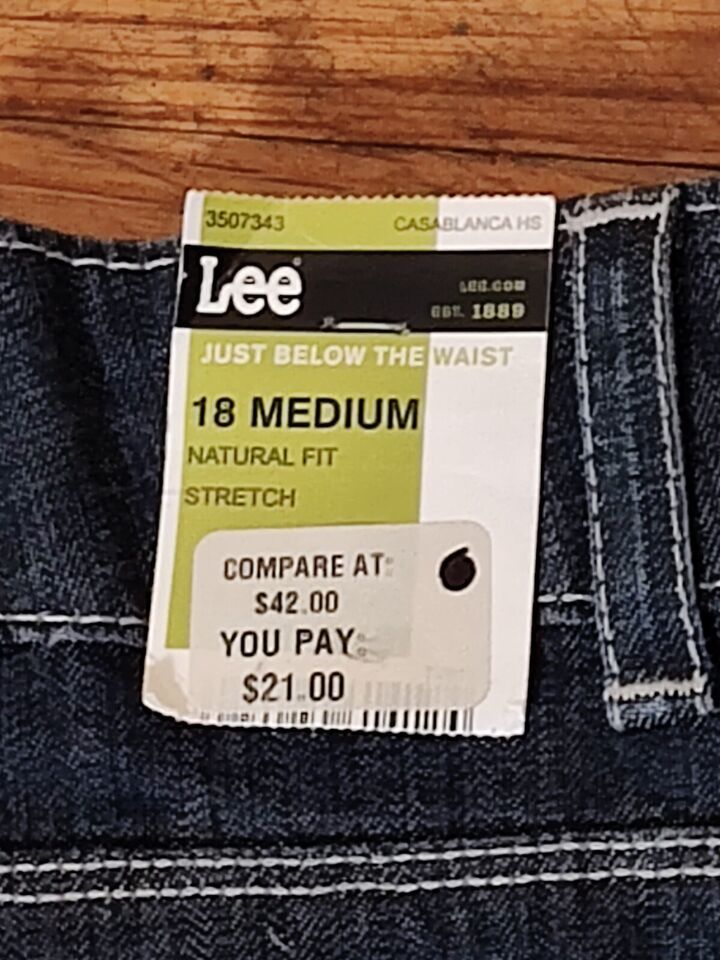 3507343 CASABLANCA HS
Lee LEE.COM
EST. 1889
JUST BELOW THE WAIST
18 MEDIUM
NATURAL FIT
STRETCH
COMPARE AT:
$42.00
YOU PAY:
$21.00